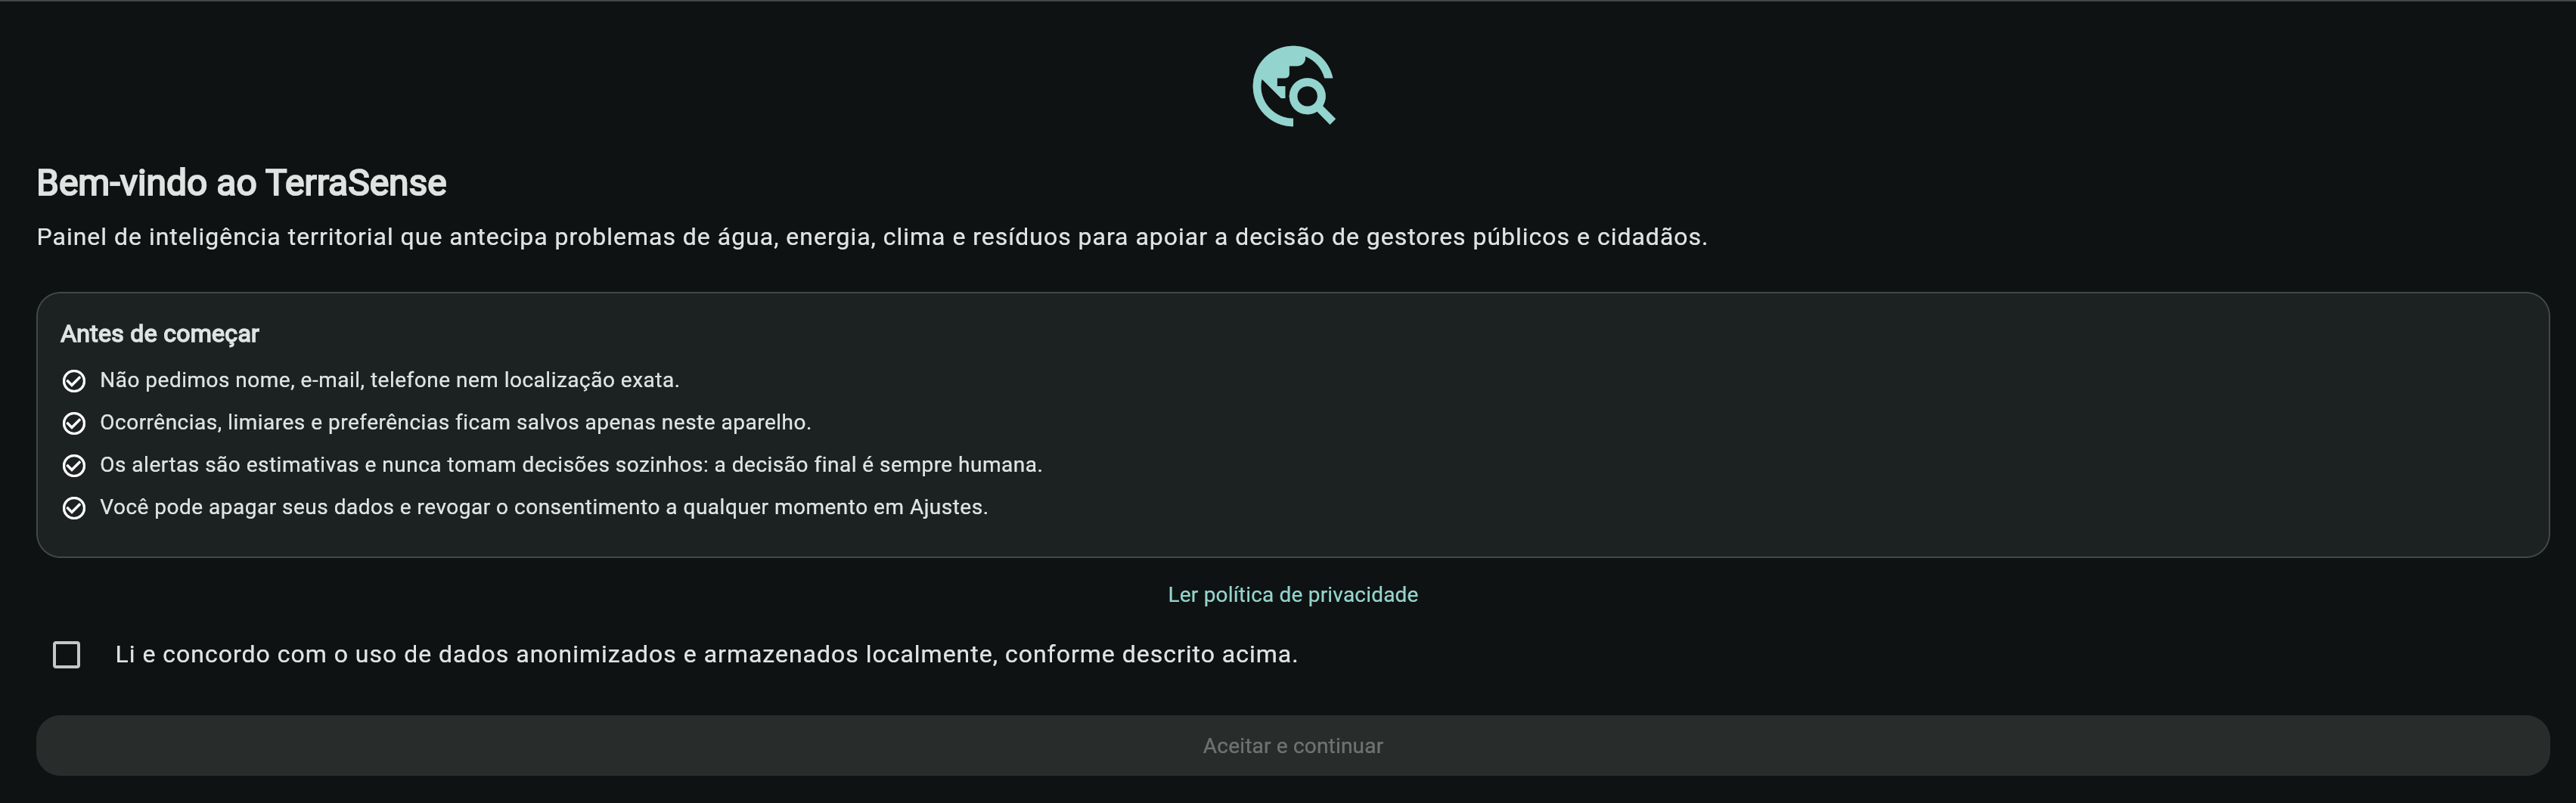 Bem-vindo ao TerraSense
Painel de inteligência territorial que antecipa problemas de água, energia, clima e resíduos para apoiar a decisão de gestores públicos e cidadãos.
Antes de começar
Não pedimos nome, e-mail, telefone nem localização exata.
Ocorrências, limiares e preferências ficam salvos apenas neste aparelho.
Os alertas são estimativas e nunca tomam decisões sozinhos: a decisão final é sempre humana.
Você pode apagar seus dados e revogar o consentimento a qualquer momento em Ajustes.
Ler política de privacidade
Li e concordo com o uso de dados anonimizados e armazenados localmente, conforme descrito acima.
Aceitar e continuar